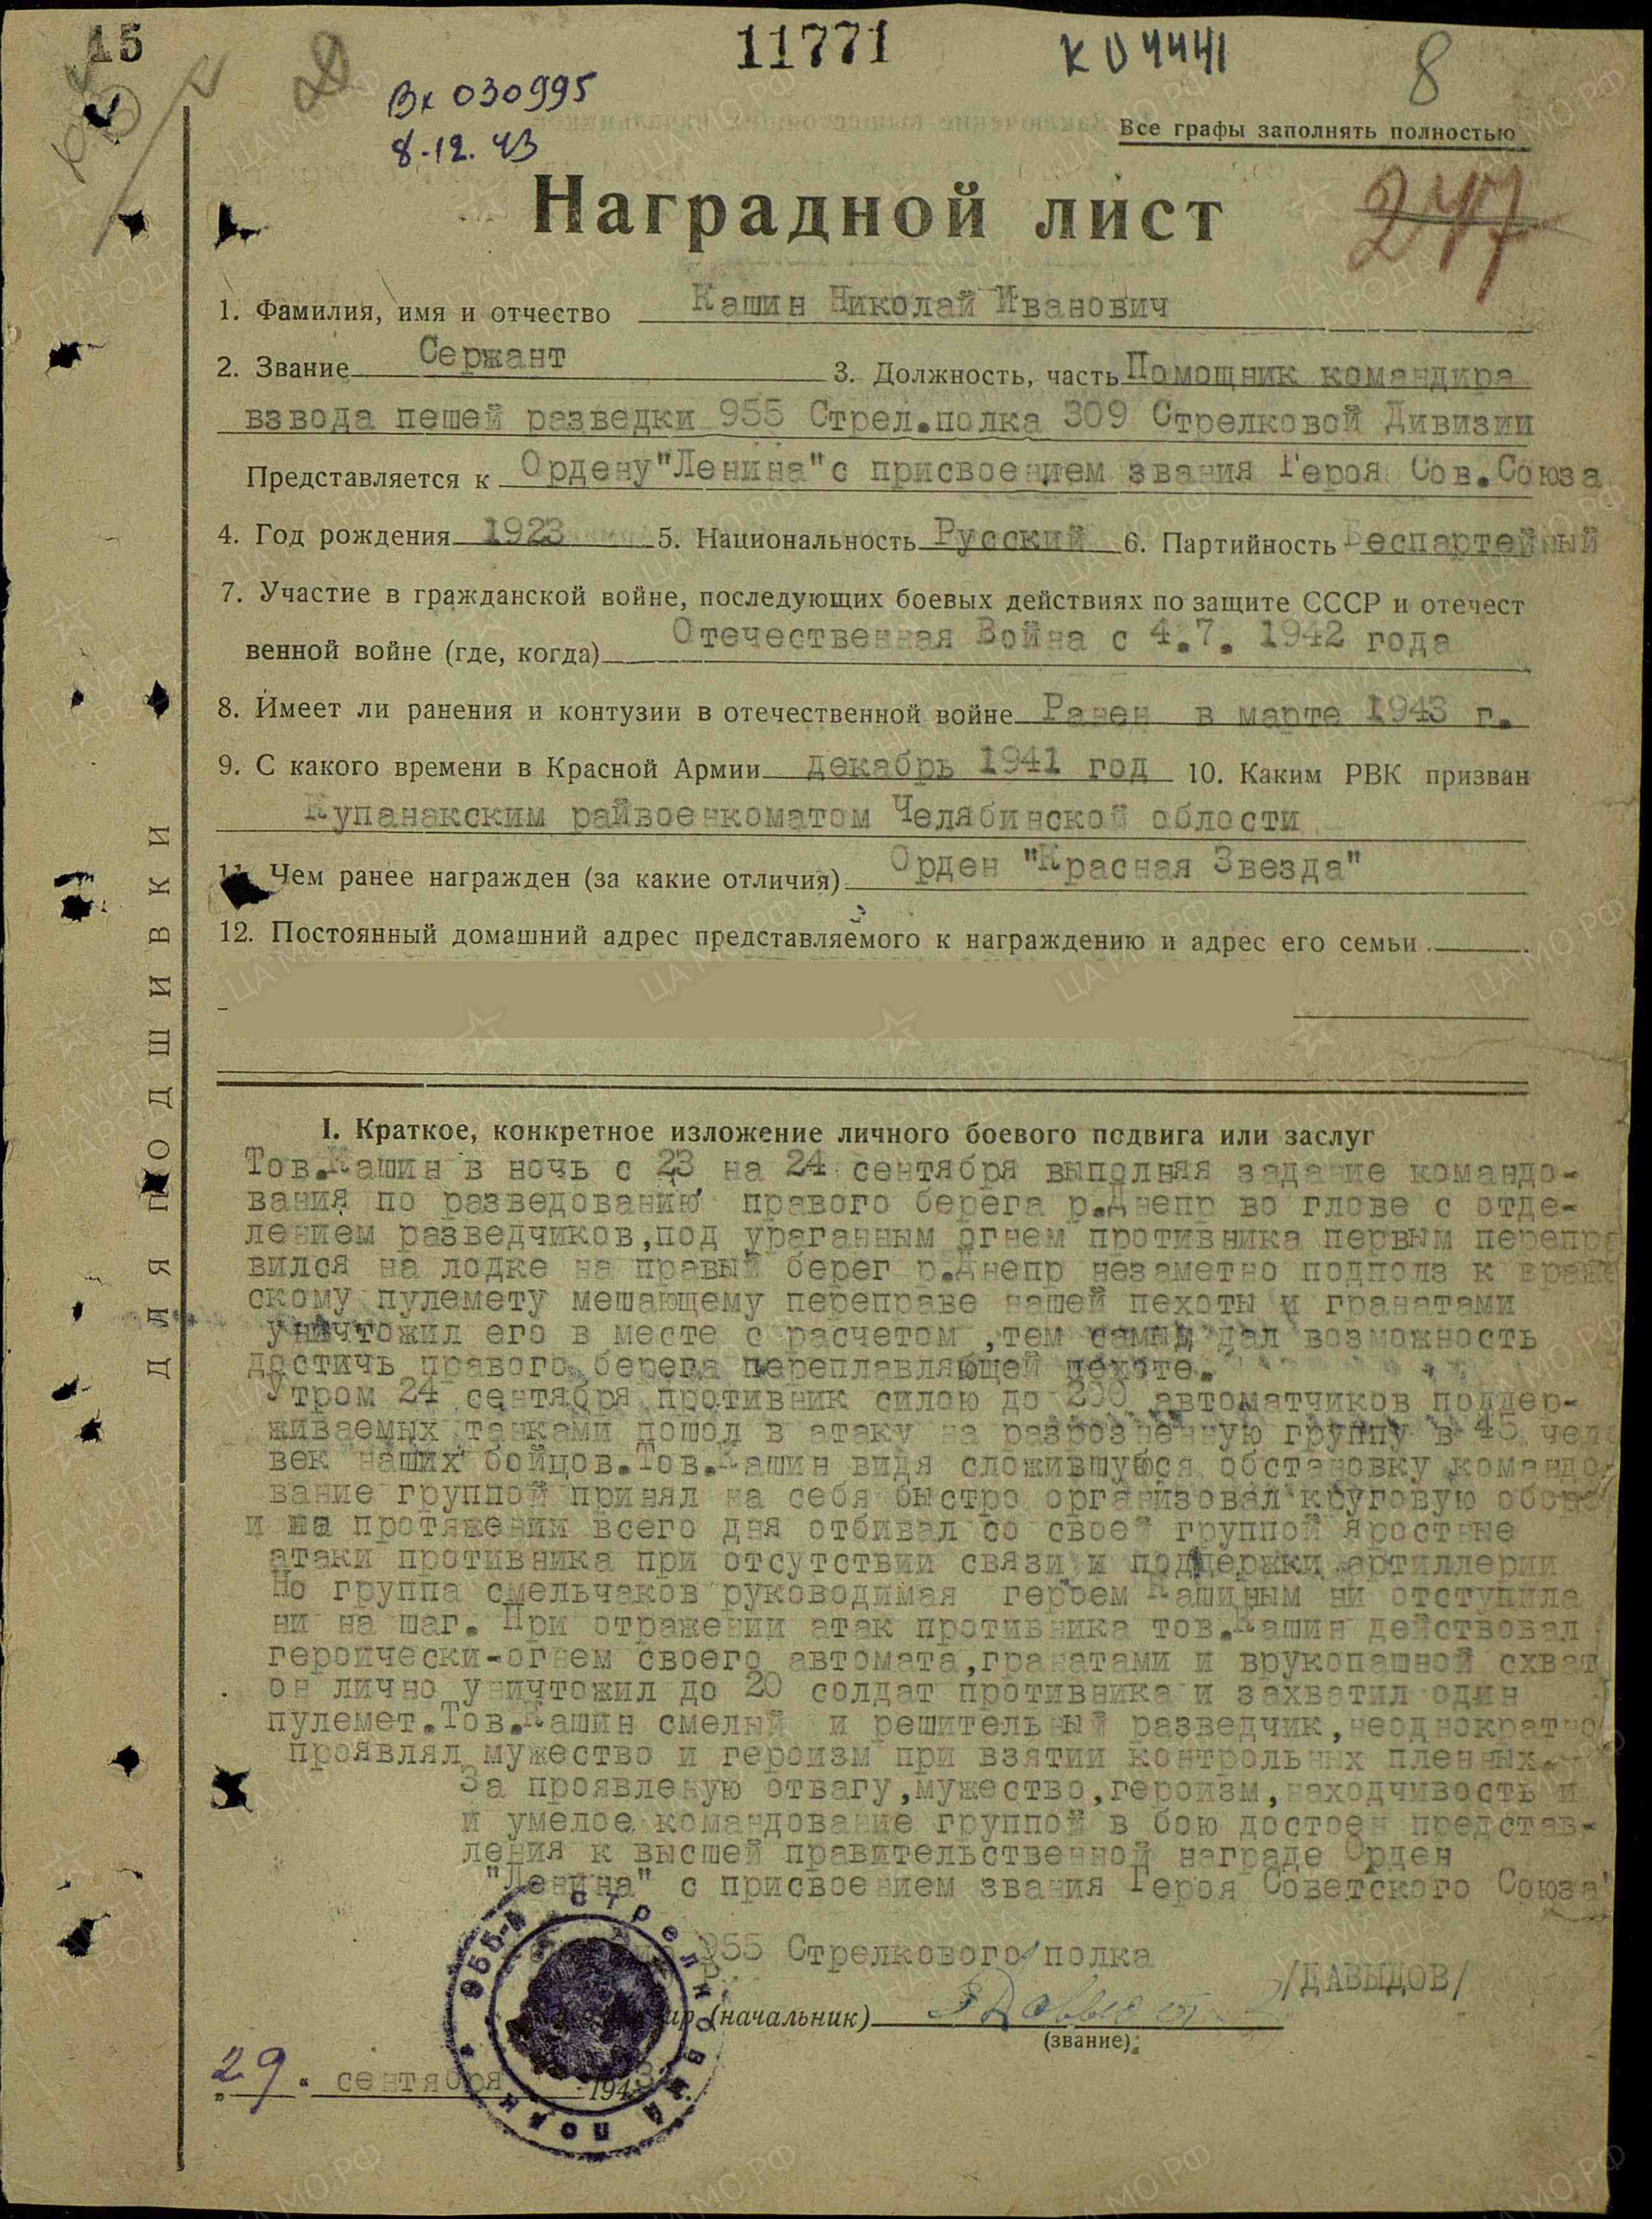 15
11771
КU4441
8
Вх 030995
8-12.43
Все графы заполнять полностью
Наградной лист
247
1. Фамилия, имя и отчество Кашин Николай Иванович
2. Звание Сержант 3. Должность, часть Помощник командира
взвода пешей разведки 955 Стрел.полка 309 Стрелковой Дивизии
Представляется к Ордену"Ленина"с присвоением звания Героя Сов.Союза
4. Год рождения 1923 5. Национальность Русский 6. Партийность Беспартейный
7. Участие в гражданской войне, последующих боевых действиях по защите СССР и отечест
венной войне (где, когда) Отечественная Война с 4.7. 1942 года
8. Имеет ли ранения и контузии в отечественной войне Ранен в марте 1943 г.
9. С какого времени в Красной Армии декабрь 1941 год 10. Каким РВК призван
Купанакским райвоенкоматом Челябинской облости
11. Чем ранее награжден (за какие отличия) Орден "Красная Звезда"
12. Постоянный домашний адрес представляемого к награждению и адрес его семьи
ДЛЯ ПОДШИВКИ
I. Краткое, конкретное изложение личного боевого подвига или заслуг
Тов.Кашин в ночь с 23 на 24 сентября выполняя задание командо-
вания по разведованию правого берега р.Днепр во глове с отде-
лением разведчиков,под ураганным огнем противника первым перепра
вился на лодке на правый берег р.Днепр незаметно подполз к враже
скому пулемету мешающему переправе нашей пехоты и гранатами
уничтожил его в месте с расчетом ,тем самым дал возможность
достичь правого берега переплавляющей пехоте.
Утром 24 сентября противник силою до 200 автоматчиков поддер-
живаемых танками пошол в атаку на разрозненную группу в 45 чело
век наших бойцов.Тов.Кашин видя сложившуюся обстановку командо-
вание группой принял на себя быстро организовал круговую оборо
и на протяжении всего дня отбивал со своей группой яростные
атаки противника при отсутствии связи и поддержки артиллерии
Но группа смельчаков руководимая героем Кашиным ни отступила
ни на шаг. При отражении атак противника тов.Кашин действовал
героически-огнем своего автомата,гранатами и врукопашной схват
он лично уничтожил до 20 солдат противника и захватил один
пулемет.Тов.Кашин смелый и решительный разведчик,неоднократно
проявлял мужество и героизм при взятии контрольных пленных.
За проявленую отвагу,мужество,героизм,находчивость и
и умелое командование группой в бою достоен представ-
ления к высшей правительственной награде Орден
"Ленина" с присвоением звания Героя Советского Союза"
955 Стрелкового полка
/ДАВЫДОВ/
(начальник)
(звание)
955-й Стрелковый полк
29. сентября 1943 г.